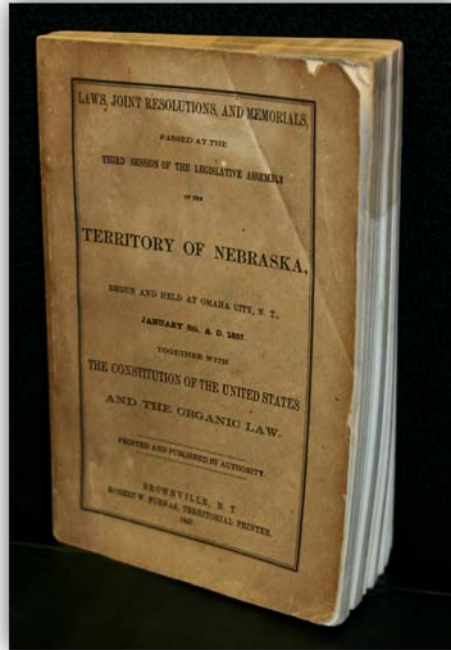 LAWS, JOINT RESOLUTIONS, AND MEMORIALS,
PASSED AT THE
THIRD SESSION OF THE LEGISLATIVE ASSEMBLY
OF THE
TERRITORY OF NEBRASKA,
BEGUN AND HELD AT OMAHA CITY, N. T.,
JANUARY 5th, A. D. 1857.
TOGETHER WITH
THE CONSTITUTION OF THE UNITED STATES
AND THE ORGANIC LAW.
PRINTED AND PUBLISHED BY AUTHORITY.
BROWNVILLE, N. T.
ROBERT W. FURNAS, TERRITORIAL PRINTER.
1857.